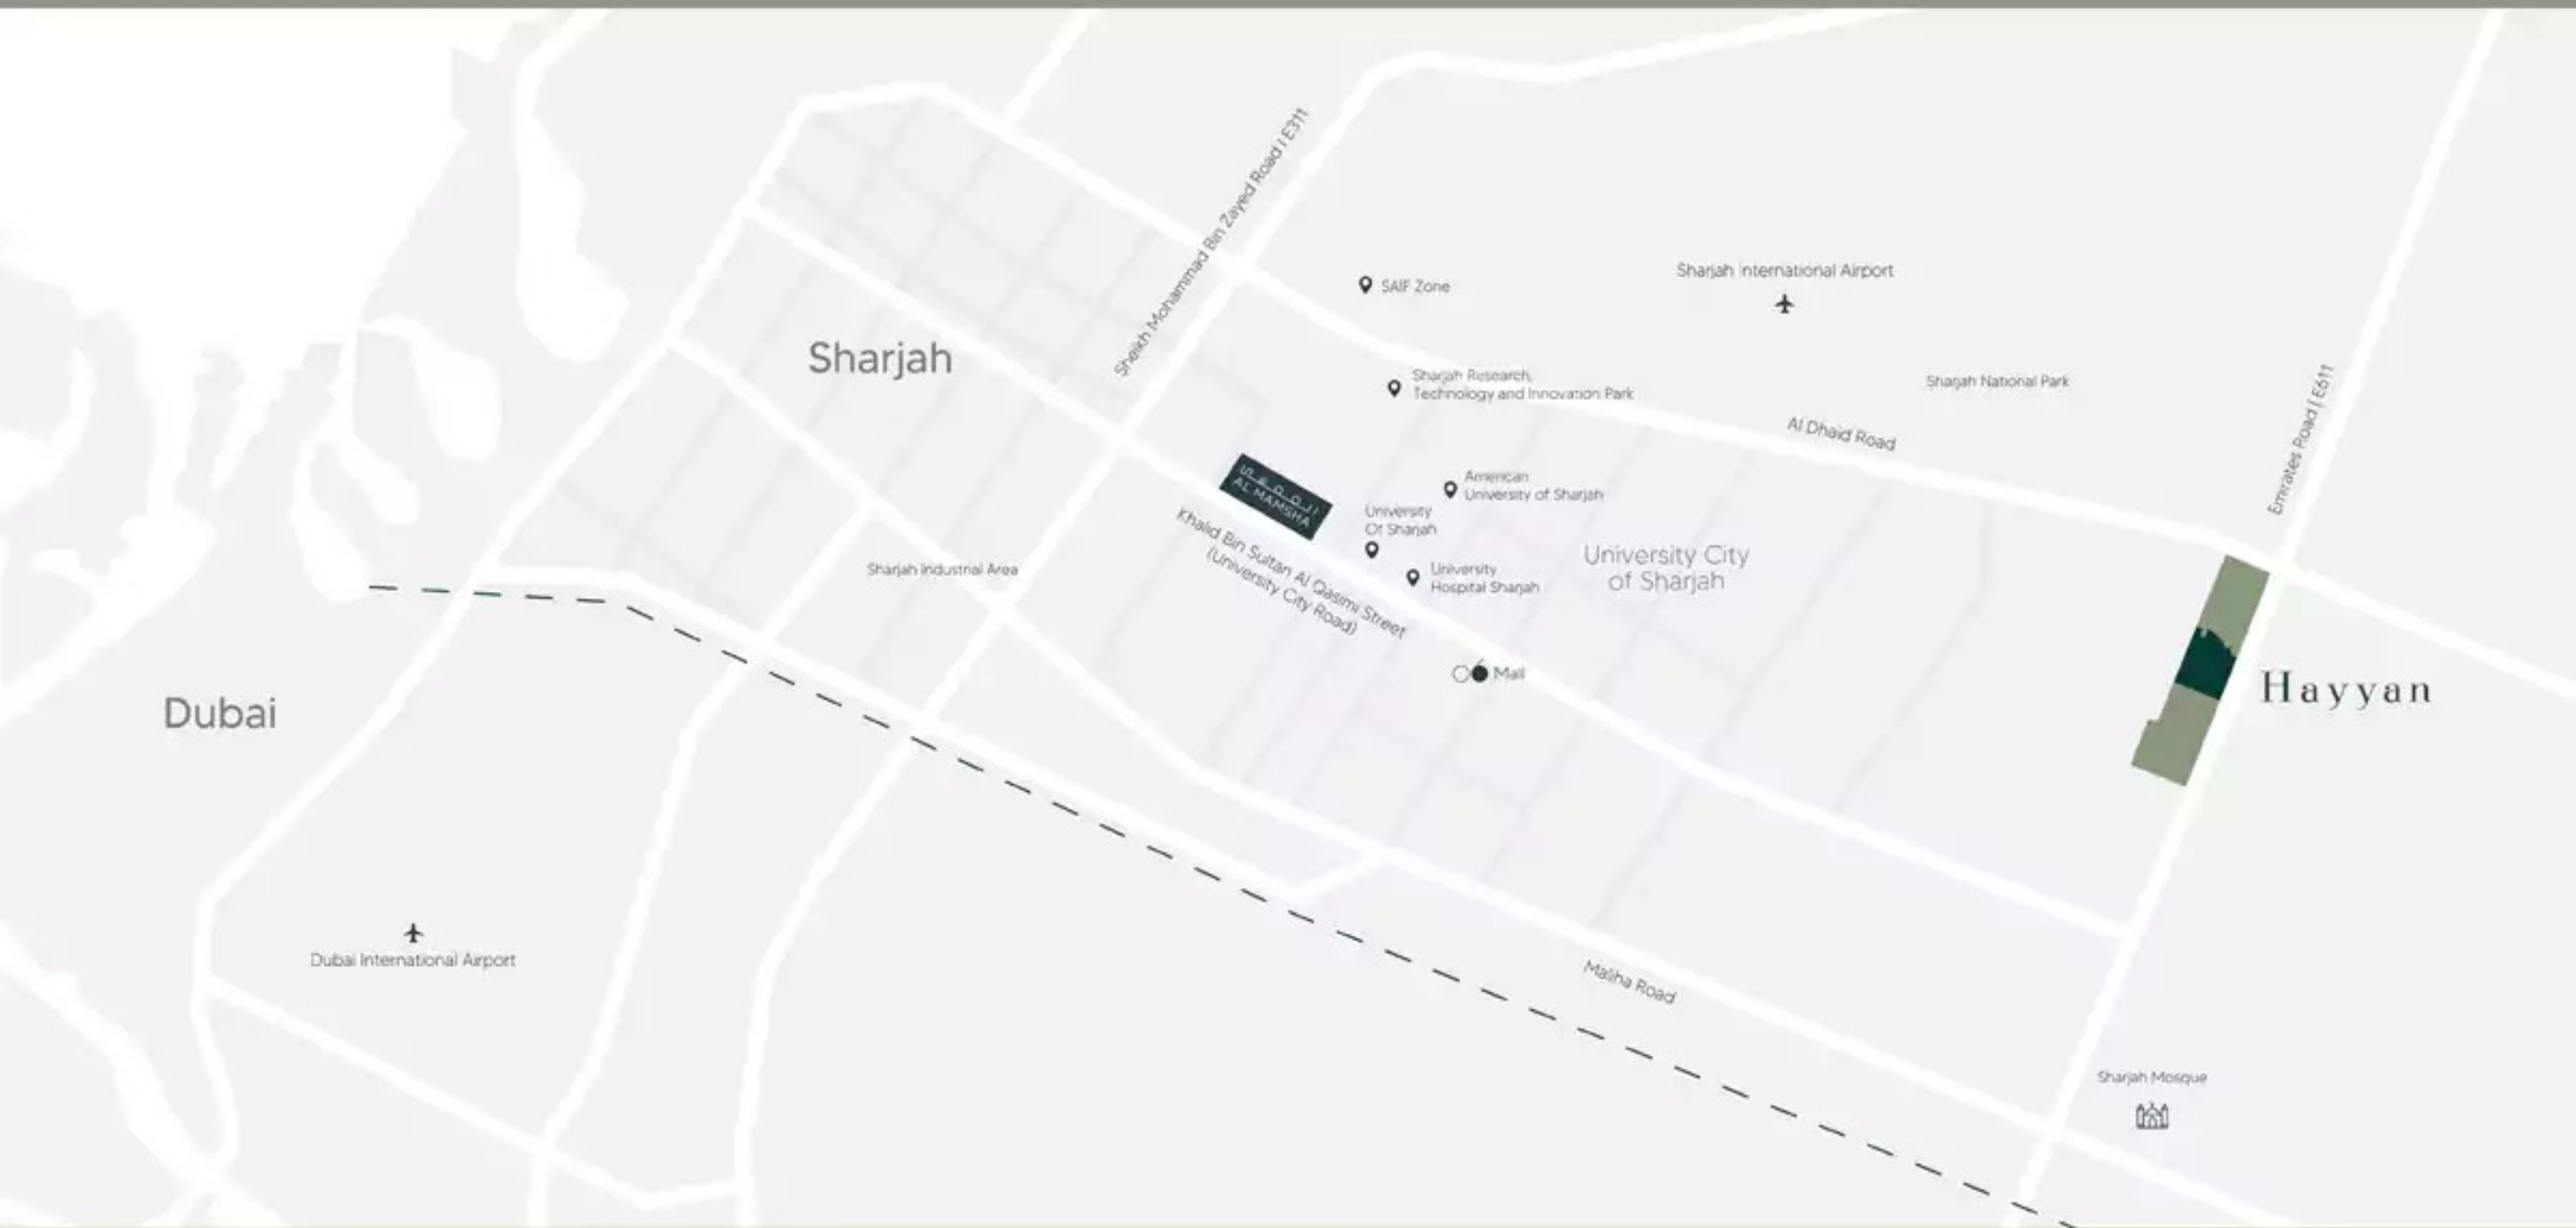 Sheikh Mohammad Bin Zayed Road | E311
SAIF Zone
Sharjah International Airport
Sharjah
Sharjah Research,
Technology and Innovation Park
Sharjah National Park
Al Dhaid Road
Emirates Road | E611
AL MAMSHA
American
University of Sharjah
University
Of Sharjah
University
Hospital Sharjah
University City
of Sharjah
Khalid Bin Sultan Al Qasimi Street
(University City Road)
Sharjah Industrial Area
Mall
Hayyan
Dubai
Dubai International Airport
Maliha Road
Sharjah Mosque